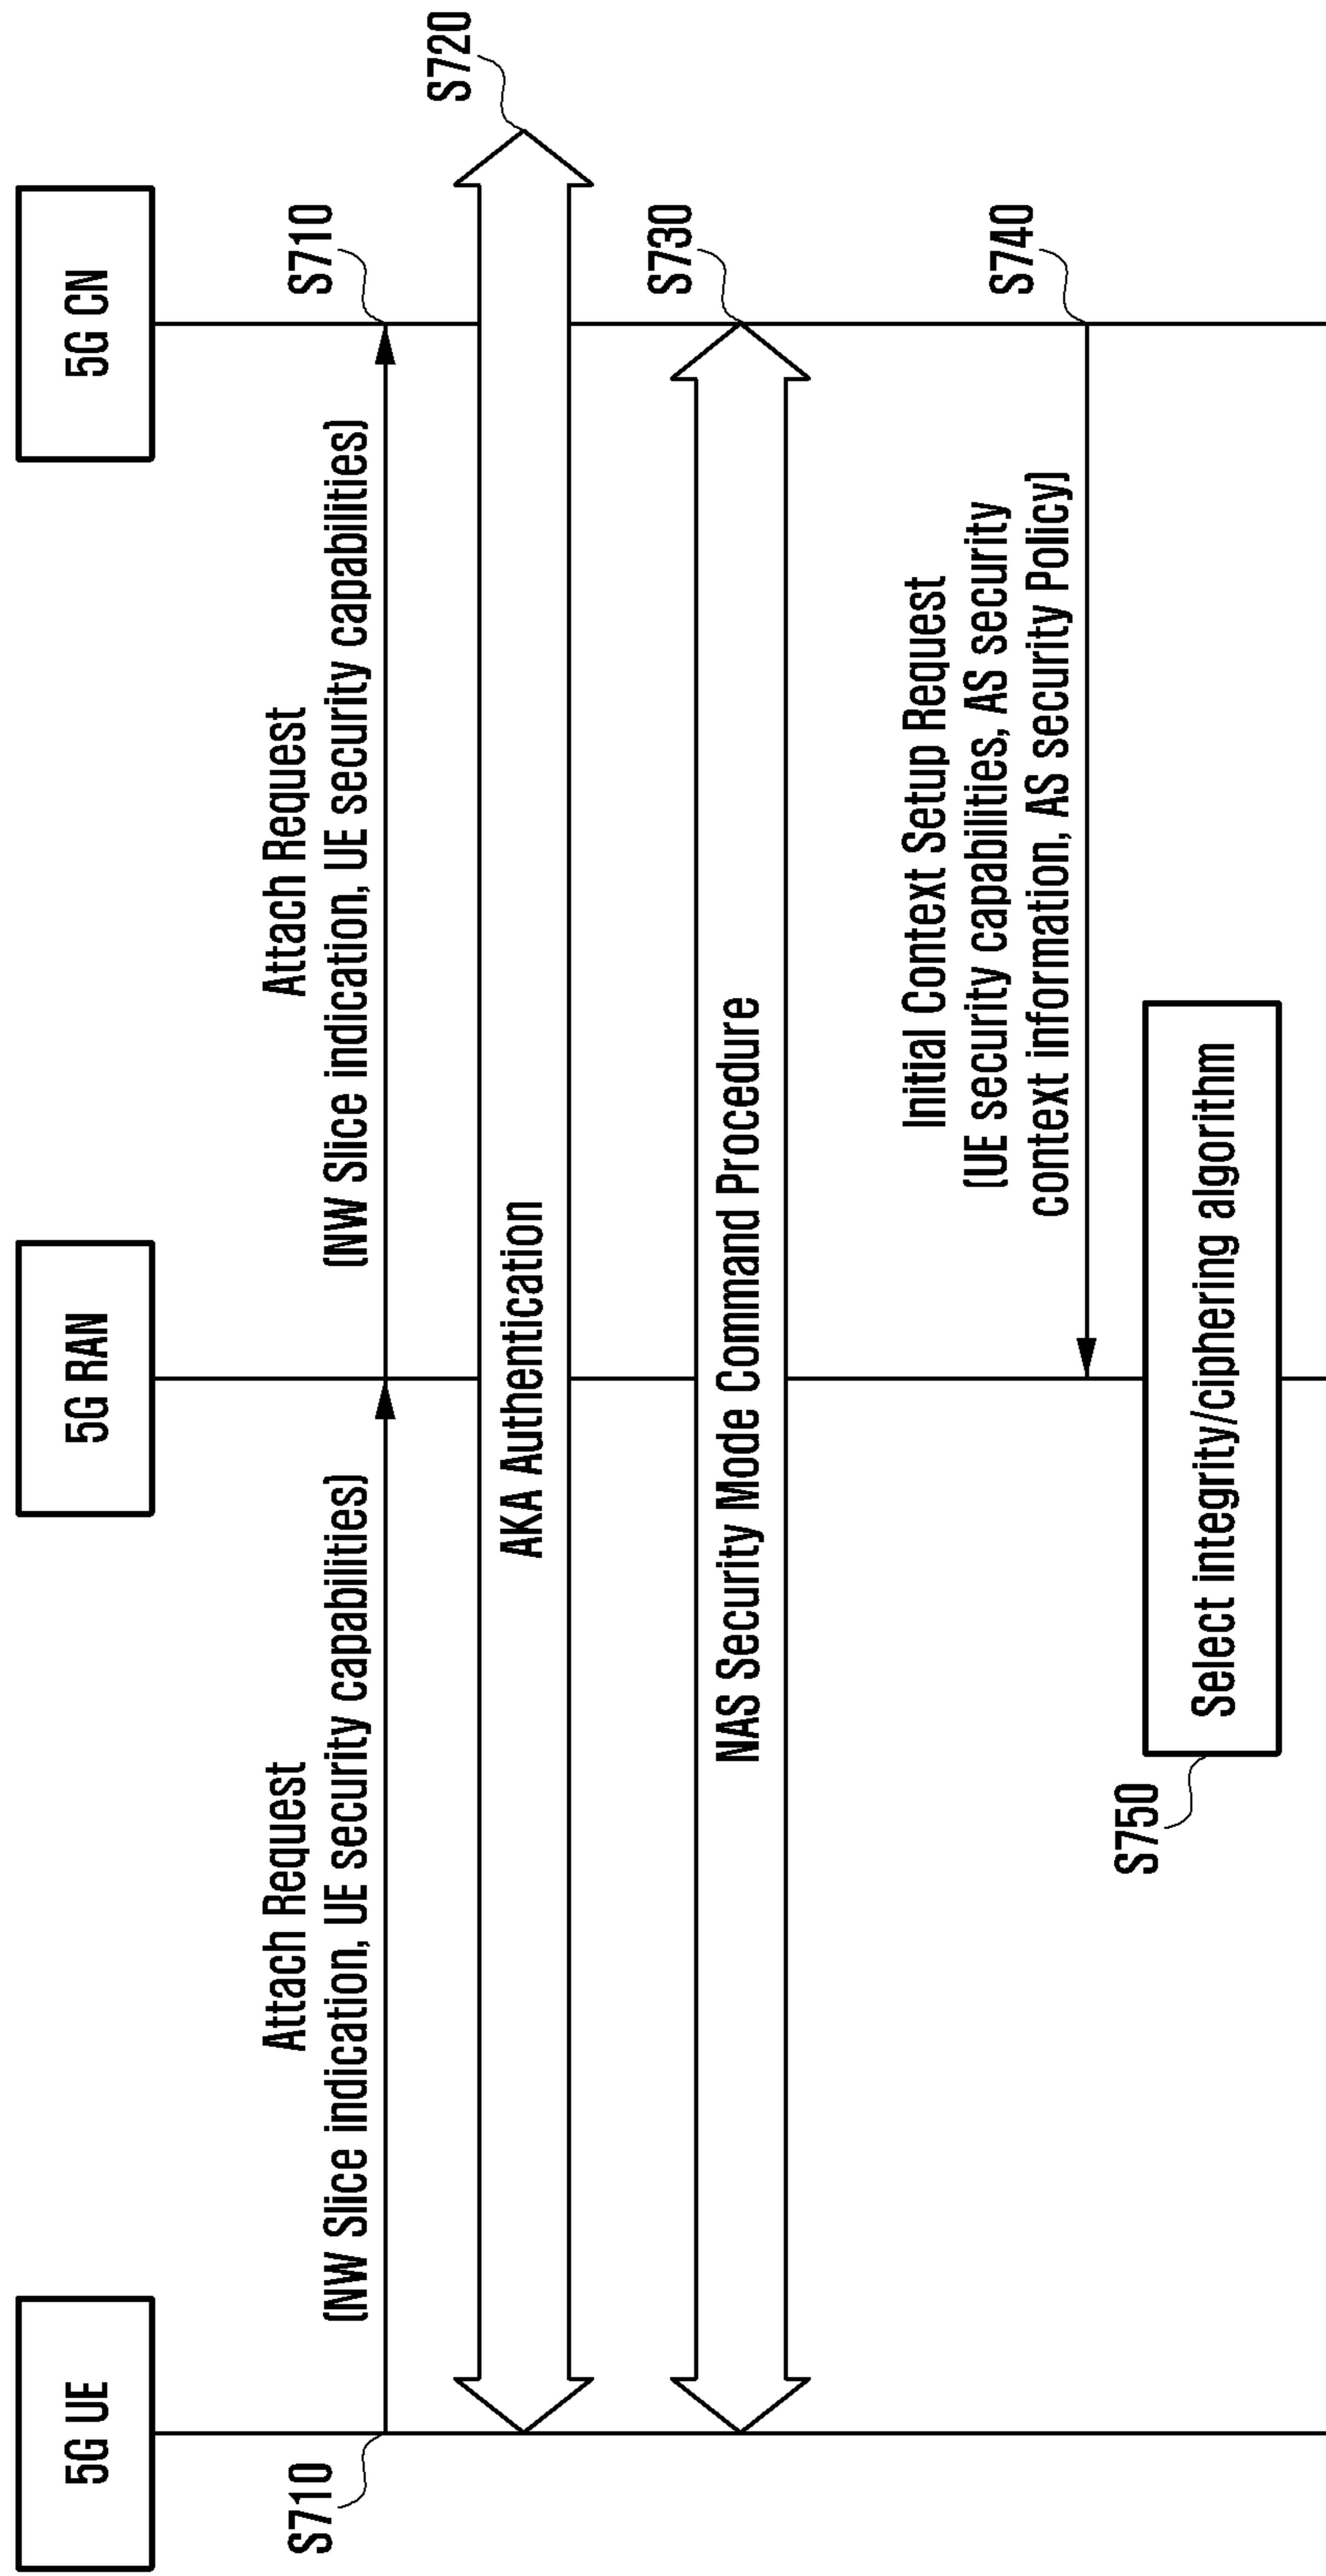 5G UE
5G RAN
5G CN
S710
Attach Request
(NW Slice indication, UE security capabilities)
Attach Request
(NW Slice indication, UE security capabilities)
S710
AKA Authentication
S720
NAS Security Mode Command Procedure
S730
Initial Context Setup Request
(UE security capabilities, AS security
context information, AS security Policy)
S740
S750
Select integrity/ciphering algorithm